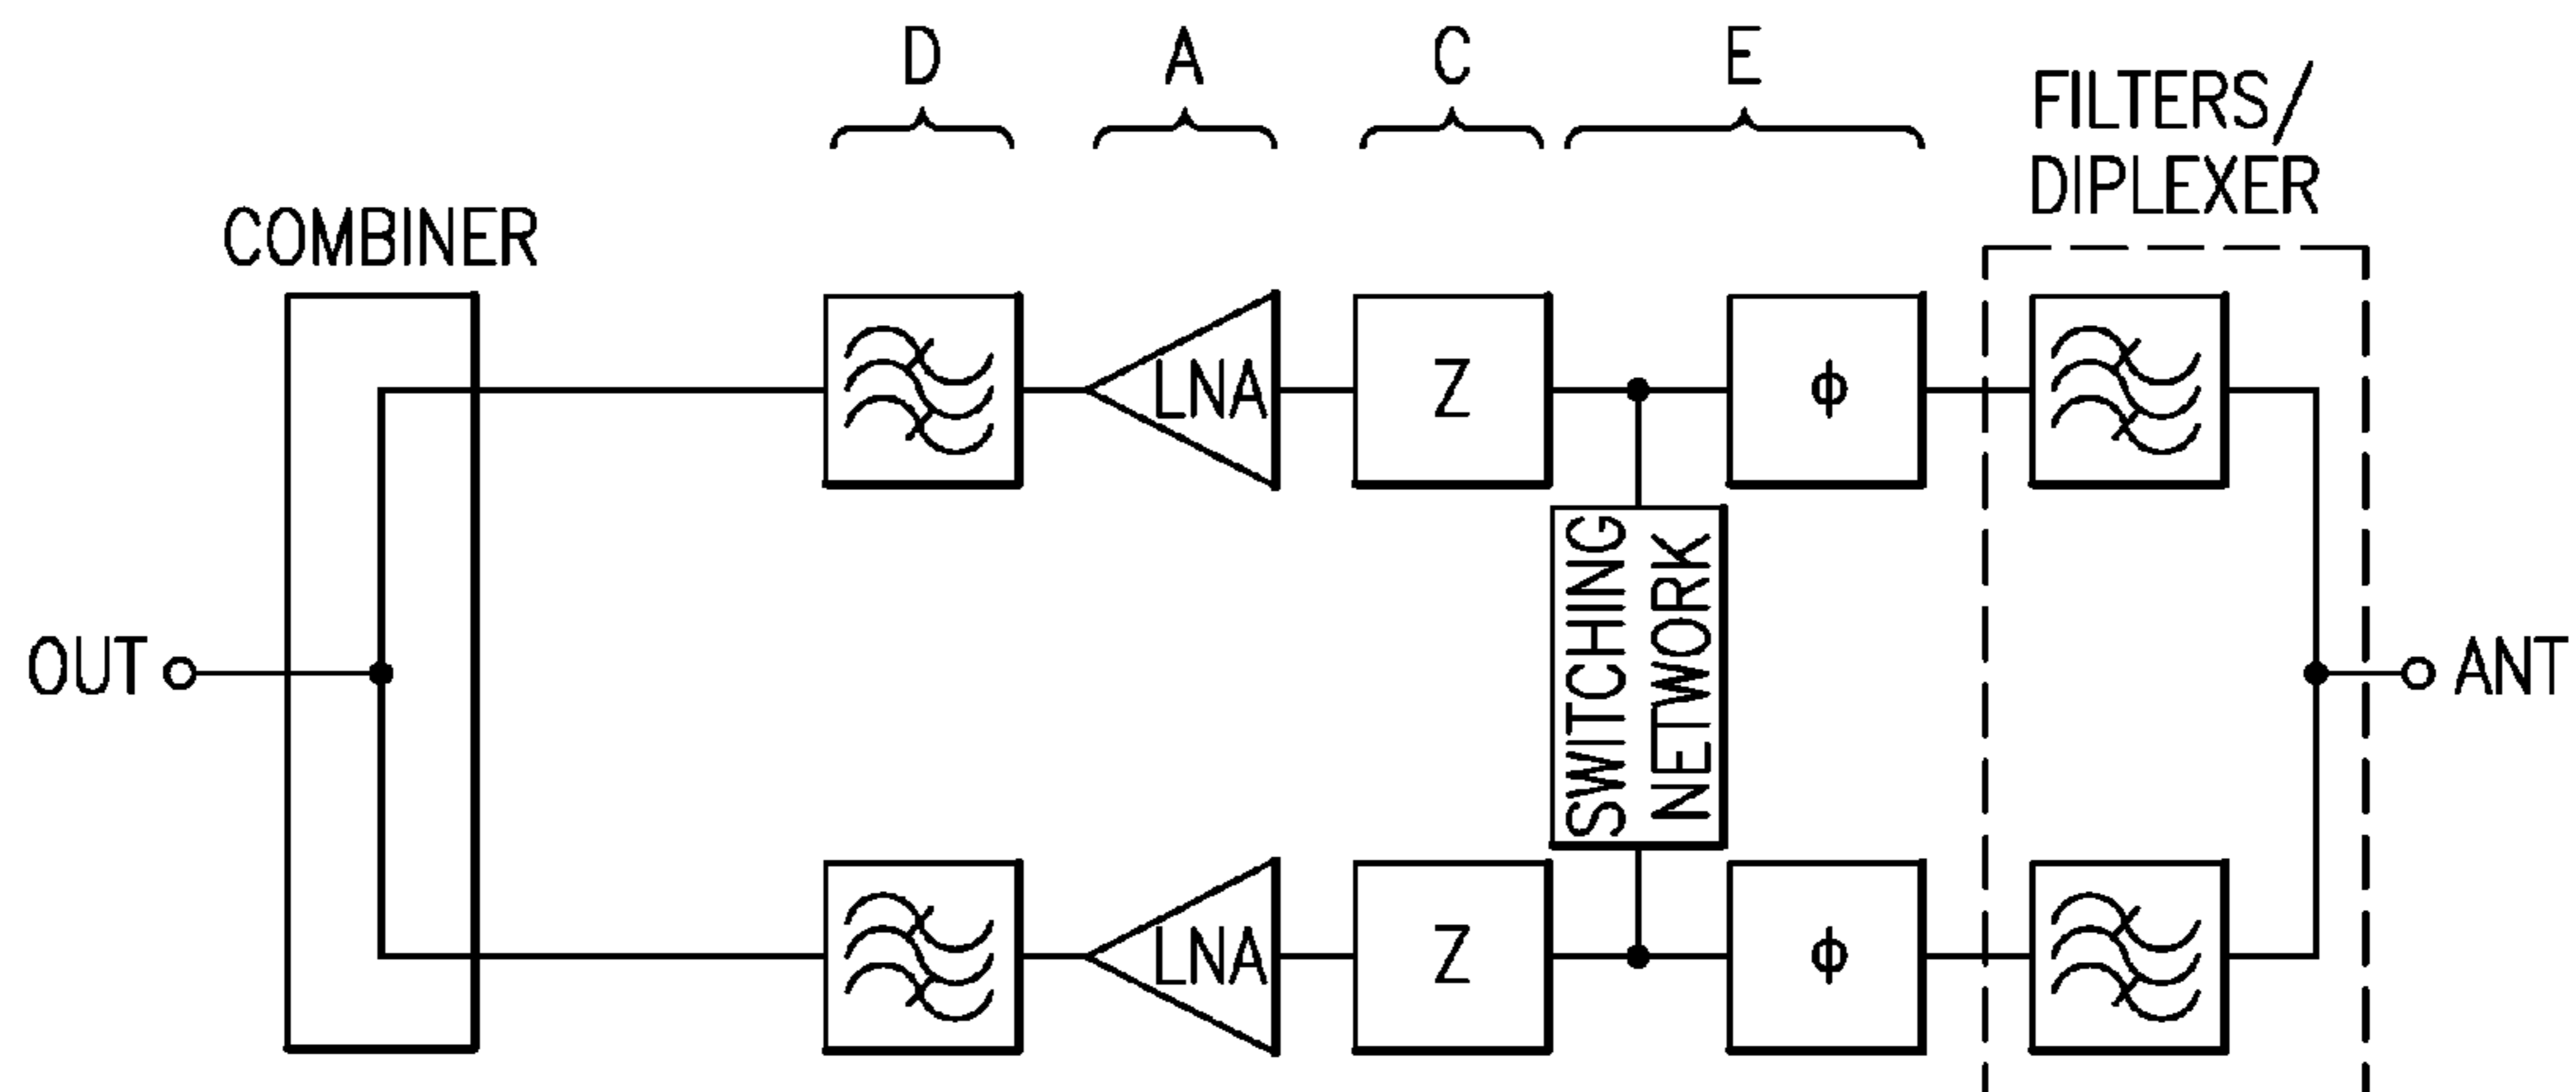 D A C E
FILTERS/
DIPLEXER
COMBINER
LNA Z ϕ
SWITCHING
NETWORK
OUT ANT
LNA Z ϕ